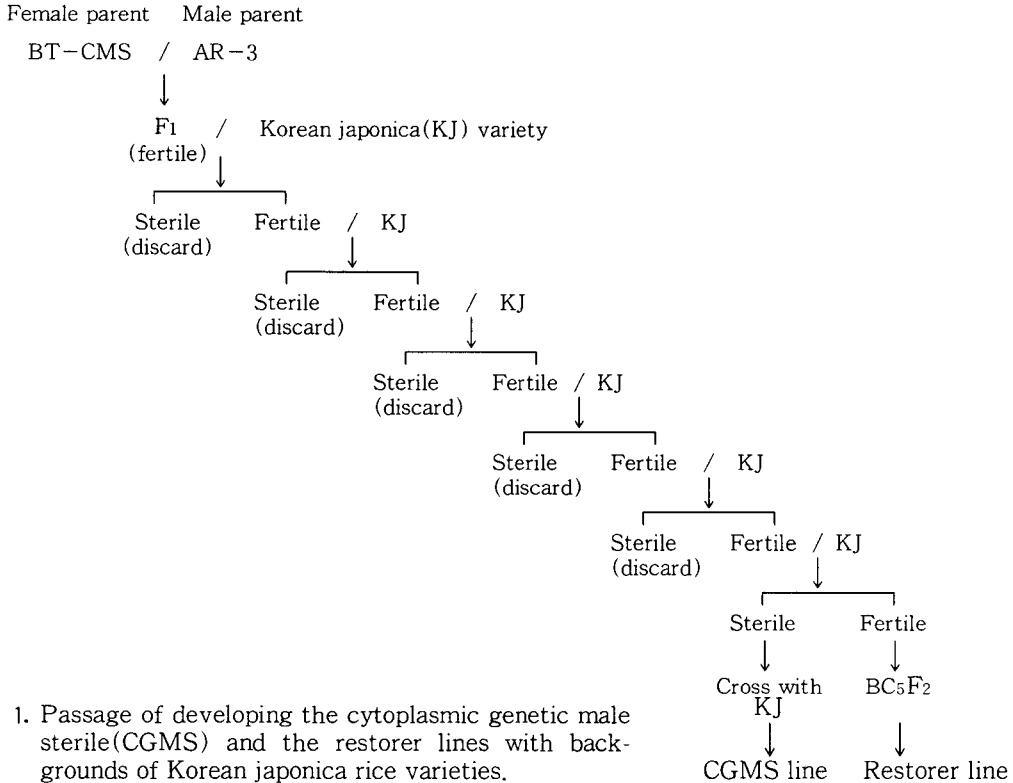 Female parent Male parent
BT-CMS / AR-3
F1 / Korean japonica(KJ) variety
(fertile)
Sterile Fertile / KJ
(discard)
Sterile Fertile / KJ
(discard)
Sterile Fertile / KJ
(discard)
Sterile Fertile / KJ
(discard)
Sterile Fertile / KJ
(discard)
Sterile Fertile
Cross with BC5F2
KJ
CGMS line Restorer line
1. Passage of developing the cytoplasmic genetic male
sterile(CGMS) and the restorer lines with back-
grounds of Korean japonica rice varieties.